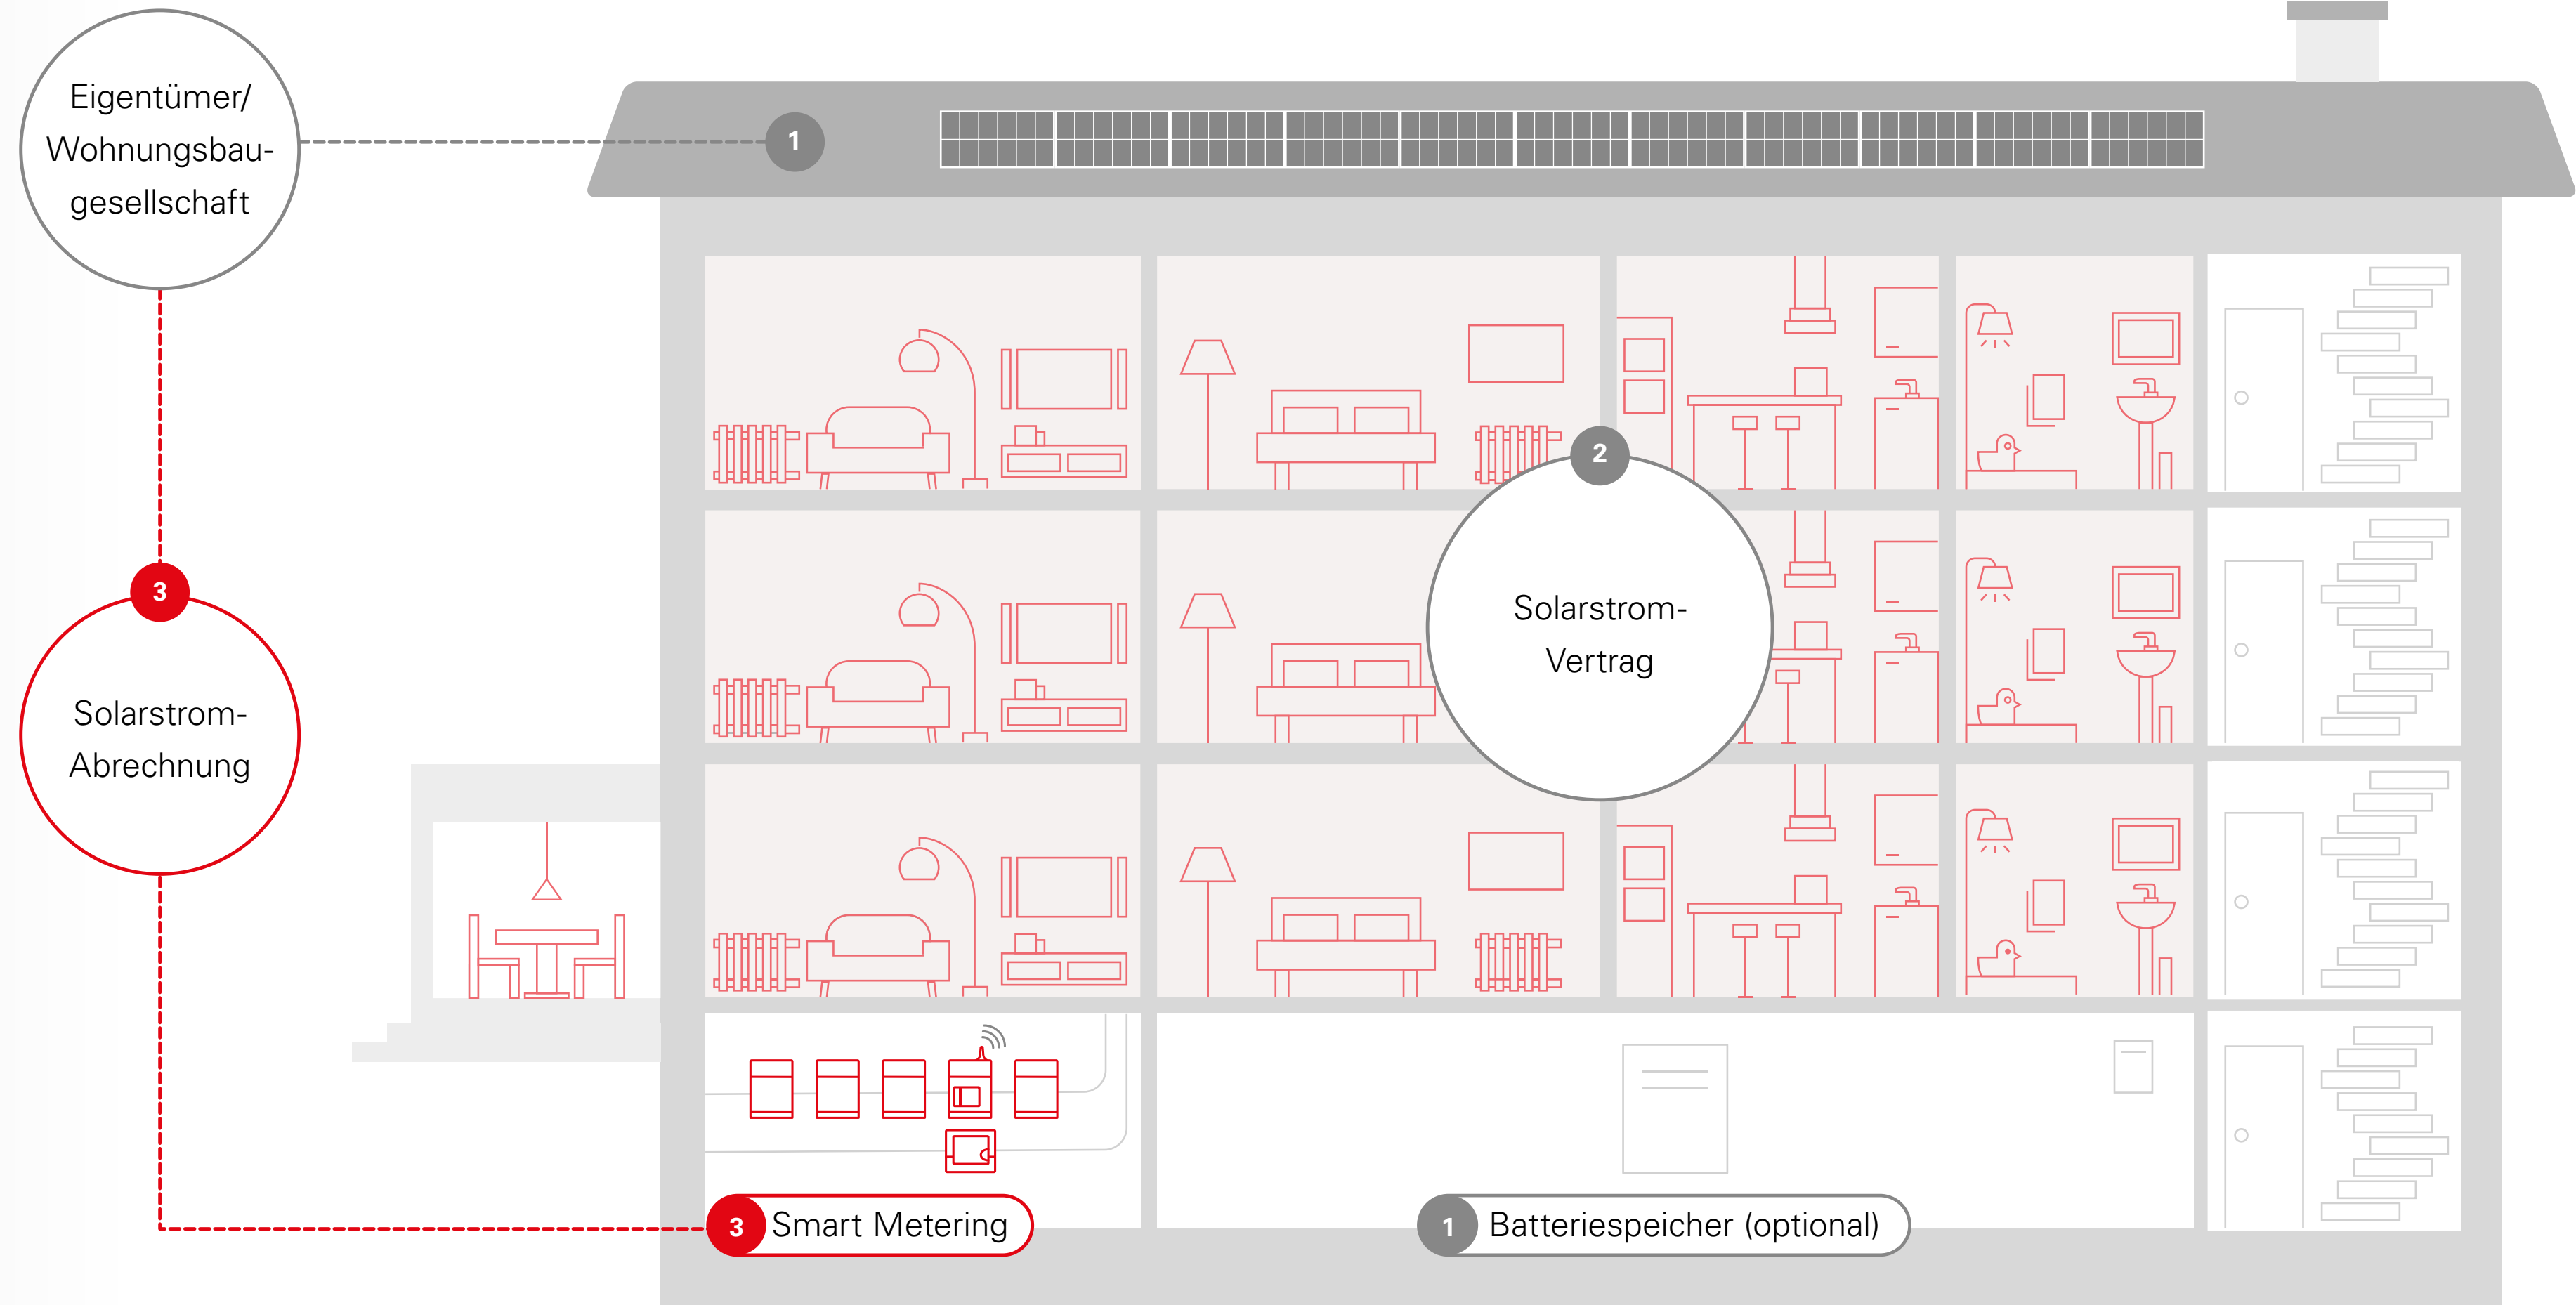 Eigentümer/
Wohnungsbau-
gesellschaft
1
2
Solarstrom-
Vertrag
3
Solarstrom-
Abrechnung
3 Smart Metering
1 Batteriespeicher (optional)